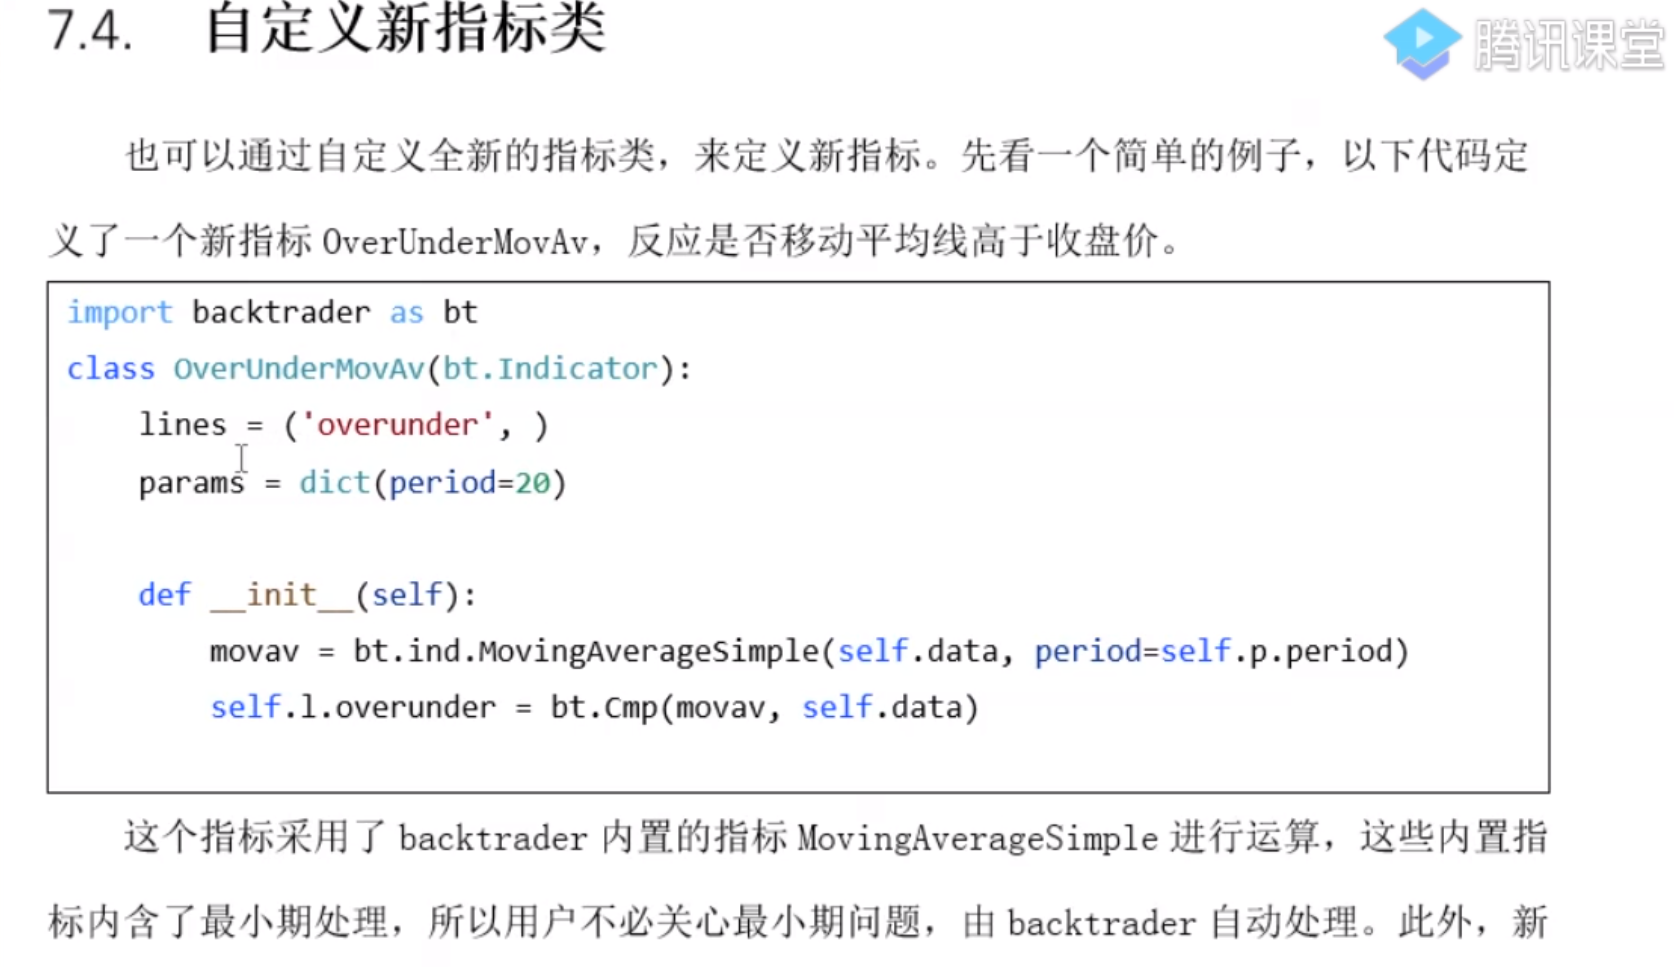 7.4. 自定义新指标类
腾讯课堂
也可以通过自定义全新的指标类，来定义新指标。先看一个简单的例子，以下代码定
义了一个新指标 OverUnderMovAv，反应是否移动平均线高于收盘价。
import backtrader as bt
class OverUnderMovAv(bt.Indicator):
    lines = ('overunder', )
    params = dict(period=20)
    def __init__(self):
        movav = bt.ind.MovingAverageSimple(self.data, period=self.p.period)
        self.l.overunder = bt.Cmp(movav, self.data)
这个指标采用了 backtrader 内置的指标 MovingAverageSimple 进行运算，这些内置指
标内含了最小期处理，所以用户不必关心最小期问题，由 backtrader 自动处理。此外，新